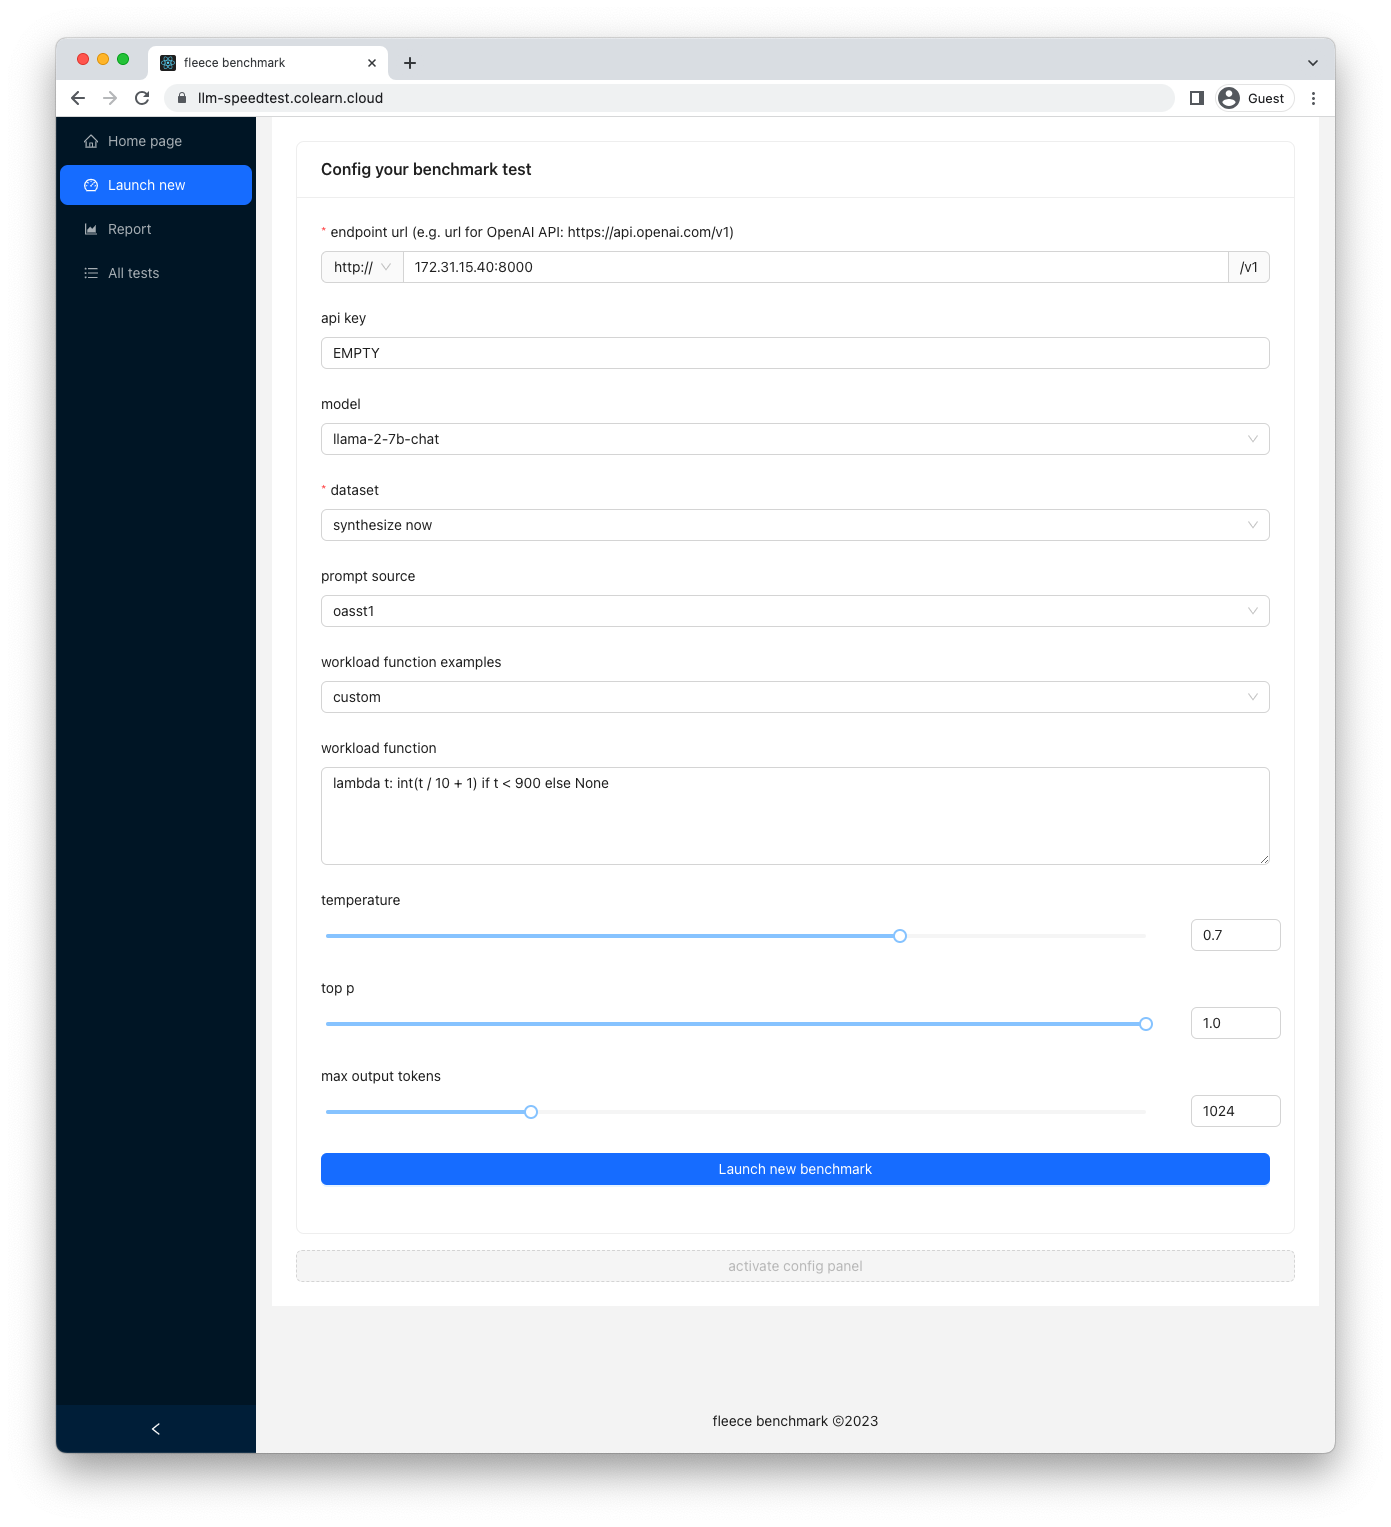 fleece benchmark
llm-speedtest.colearn.cloud
Guest
Home page
Launch new
Report
All tests
Config your benchmark test
* endpoint url (e.g. url for OpenAI API: https://api.openai.com/v1)
http:// 172.31.15.40:8000 /v1
api key
EMPTY
model
llama-2-7b-chat
* dataset
synthesize now
prompt source
oasst1
workload function examples
custom
workload function
lambda t: int(t / 10 + 1) if t < 900 else None
temperature
0.7
top p
1.0
max output tokens
1024
Launch new benchmark
activate config panel
fleece benchmark ©2023